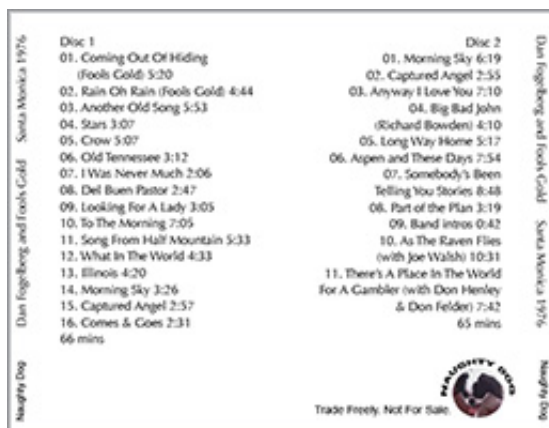 Dan Fogelberg and Fools Gold Santa Monica 1976
Naughty Dog
Disc 1
01. Coming Out Of Hiding
(Fools Gold) 5:20
02. Rain Oh Rain (Fools Gold) 4:44
03. Another Old Song 5:53
04. Stars 3:07
05. Crow 5:07
06. Old Tennessee 3:12
07. I Was Never Much 2:06
08. Del Buen Pastor 2:47
09. Looking For A Lady 3:05
10. To The Morning 7:05
11. Song From Half Mountain 5:33
12. What In The World 4:33
13. Illinois 4:20
14. Morning Sky 3:26
15. Captured Angel 2:57
16. Comes & Goes 2:31
66 mins
Disc 2
01. Morning Sky 6:19
02. Captured Angel 2:55
03. Anyway I Love You 7:10
04. Big Bad John
(Richard Bowden) 4:10
05. Long Way Home 5:17
06. Aspen and These Days 7:54
07. Somebody's Been
Telling You Stories 8:48
08. Part of the Plan 3:19
09. Band intros 0:42
10. As The Raven Flies
(with Joe Walsh) 10:31
11. There's A Place In The World
For A Gambler (with Don Henley
& Don Felder) 7:42
65 mins
NAUGHTY DOG
Trade Freely. Not For Sale.
Dan Fogelberg and Fools Gold Santa Monica 1976
Naughty Dog